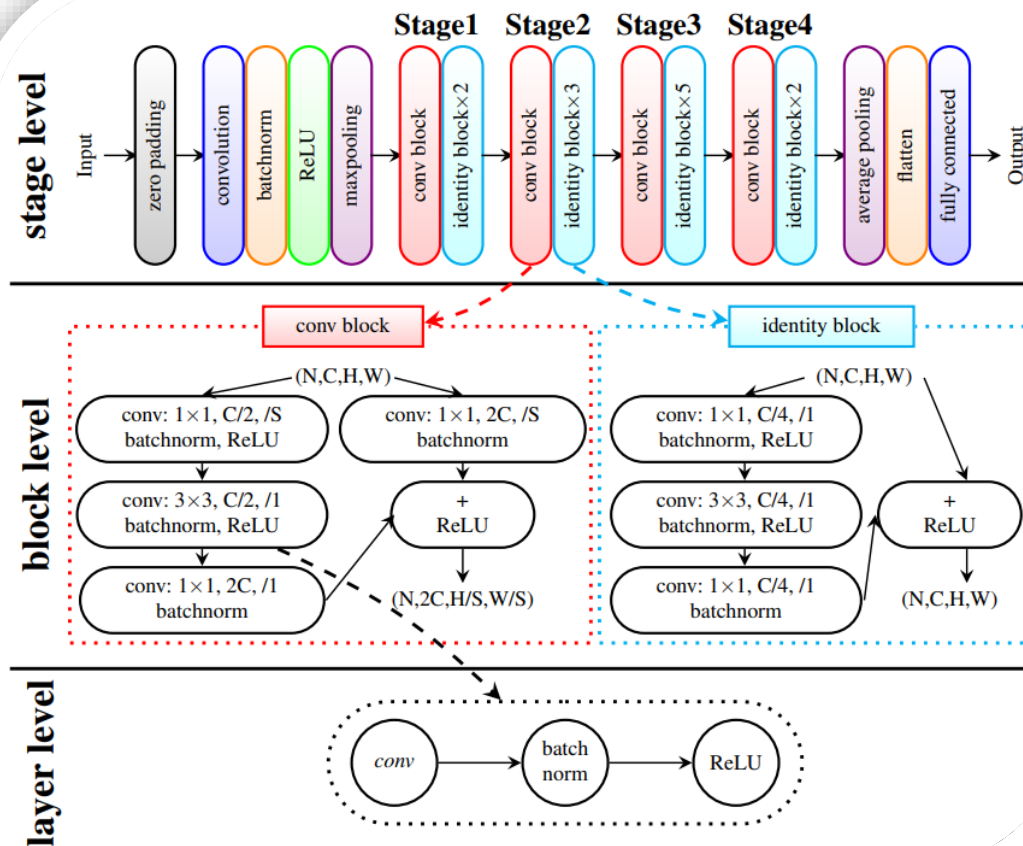 Stage1 Stage2 Stage3 Stage4
stage level
Input
zero padding
convolution
batchnorm
ReLU
maxpooling
conv block
identity block×2
conv block
identity block×3
conv block
identity block×5
conv block
identity block×2
average pooling
flatten
fully connected
Output
block level
conv block
(N,C,H,W)
conv: 1×1, C/2, /S
batchnorm, ReLU
conv: 1×1, 2C, /S
batchnorm
conv: 3×3, C/2, /1
batchnorm, ReLU
+
ReLU
conv: 1×1, 2C, /1
batchnorm
(N,2C,H/S,W/S)
identity block
(N,C,H,W)
conv: 1×1, C/4, /1
batchnorm, ReLU
conv: 3×3, C/4, /1
batchnorm, ReLU
+
ReLU
conv: 1×1, C/4, /1
batchnorm
(N,C,H,W)
layer level
conv
batch
norm
ReLU